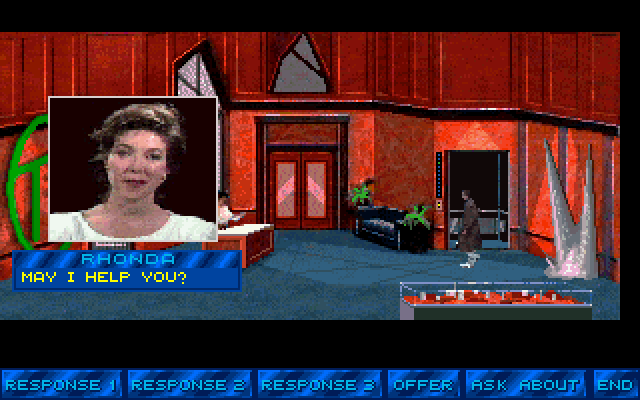 RHONDA
MAY I HELP YOU?
RESPONSE 1 RESPONSE 2 RESPONSE 3 OFFER ASK ABOUT END